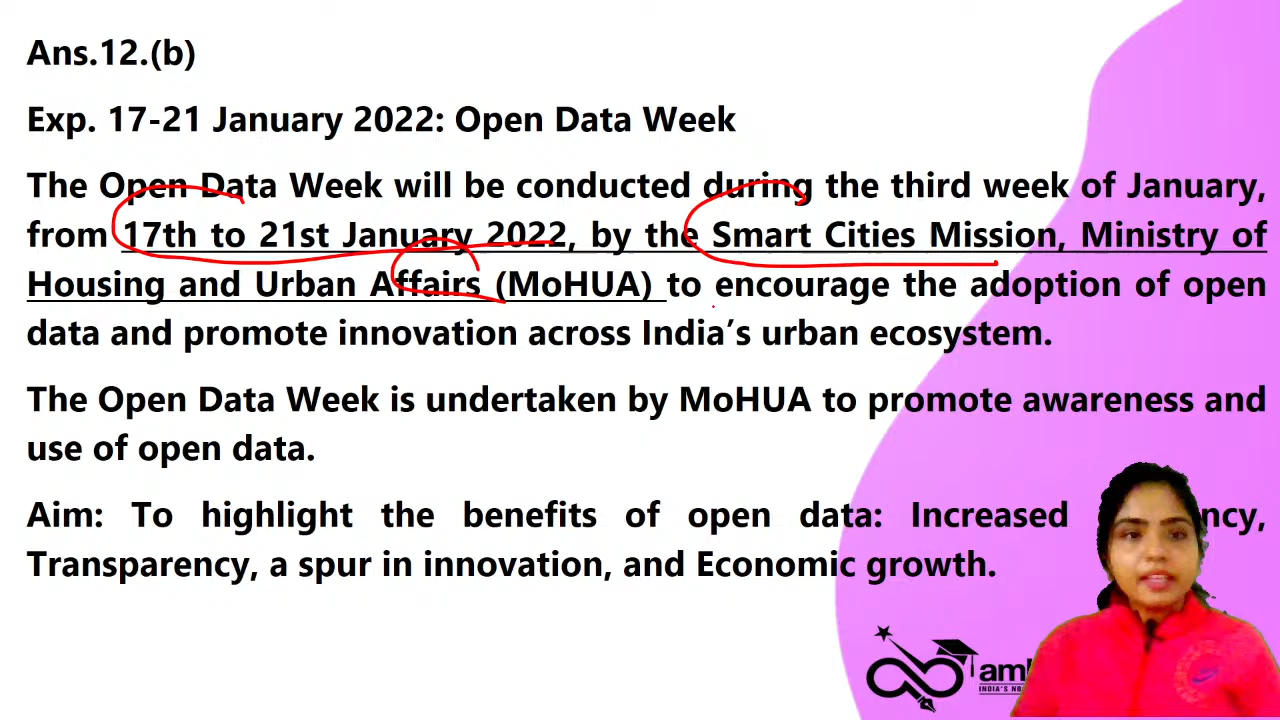 Ans.12.(b)
Exp. 17-21 January 2022: Open Data Week
The Open Data Week will be conducted during the third week of January,
from 17th to 21st January 2022, by the Smart Cities Mission, Ministry of
Housing and Urban Affairs (MoHUA) to encourage the adoption of open
data and promote innovation across India’s urban ecosystem.
The Open Data Week is undertaken by MoHUA to promote awareness and
use of open data.
Aim: To highlight the benefits of open data: Increased
Transparency, a spur in innovation, and Economic growth.
INDIA'S